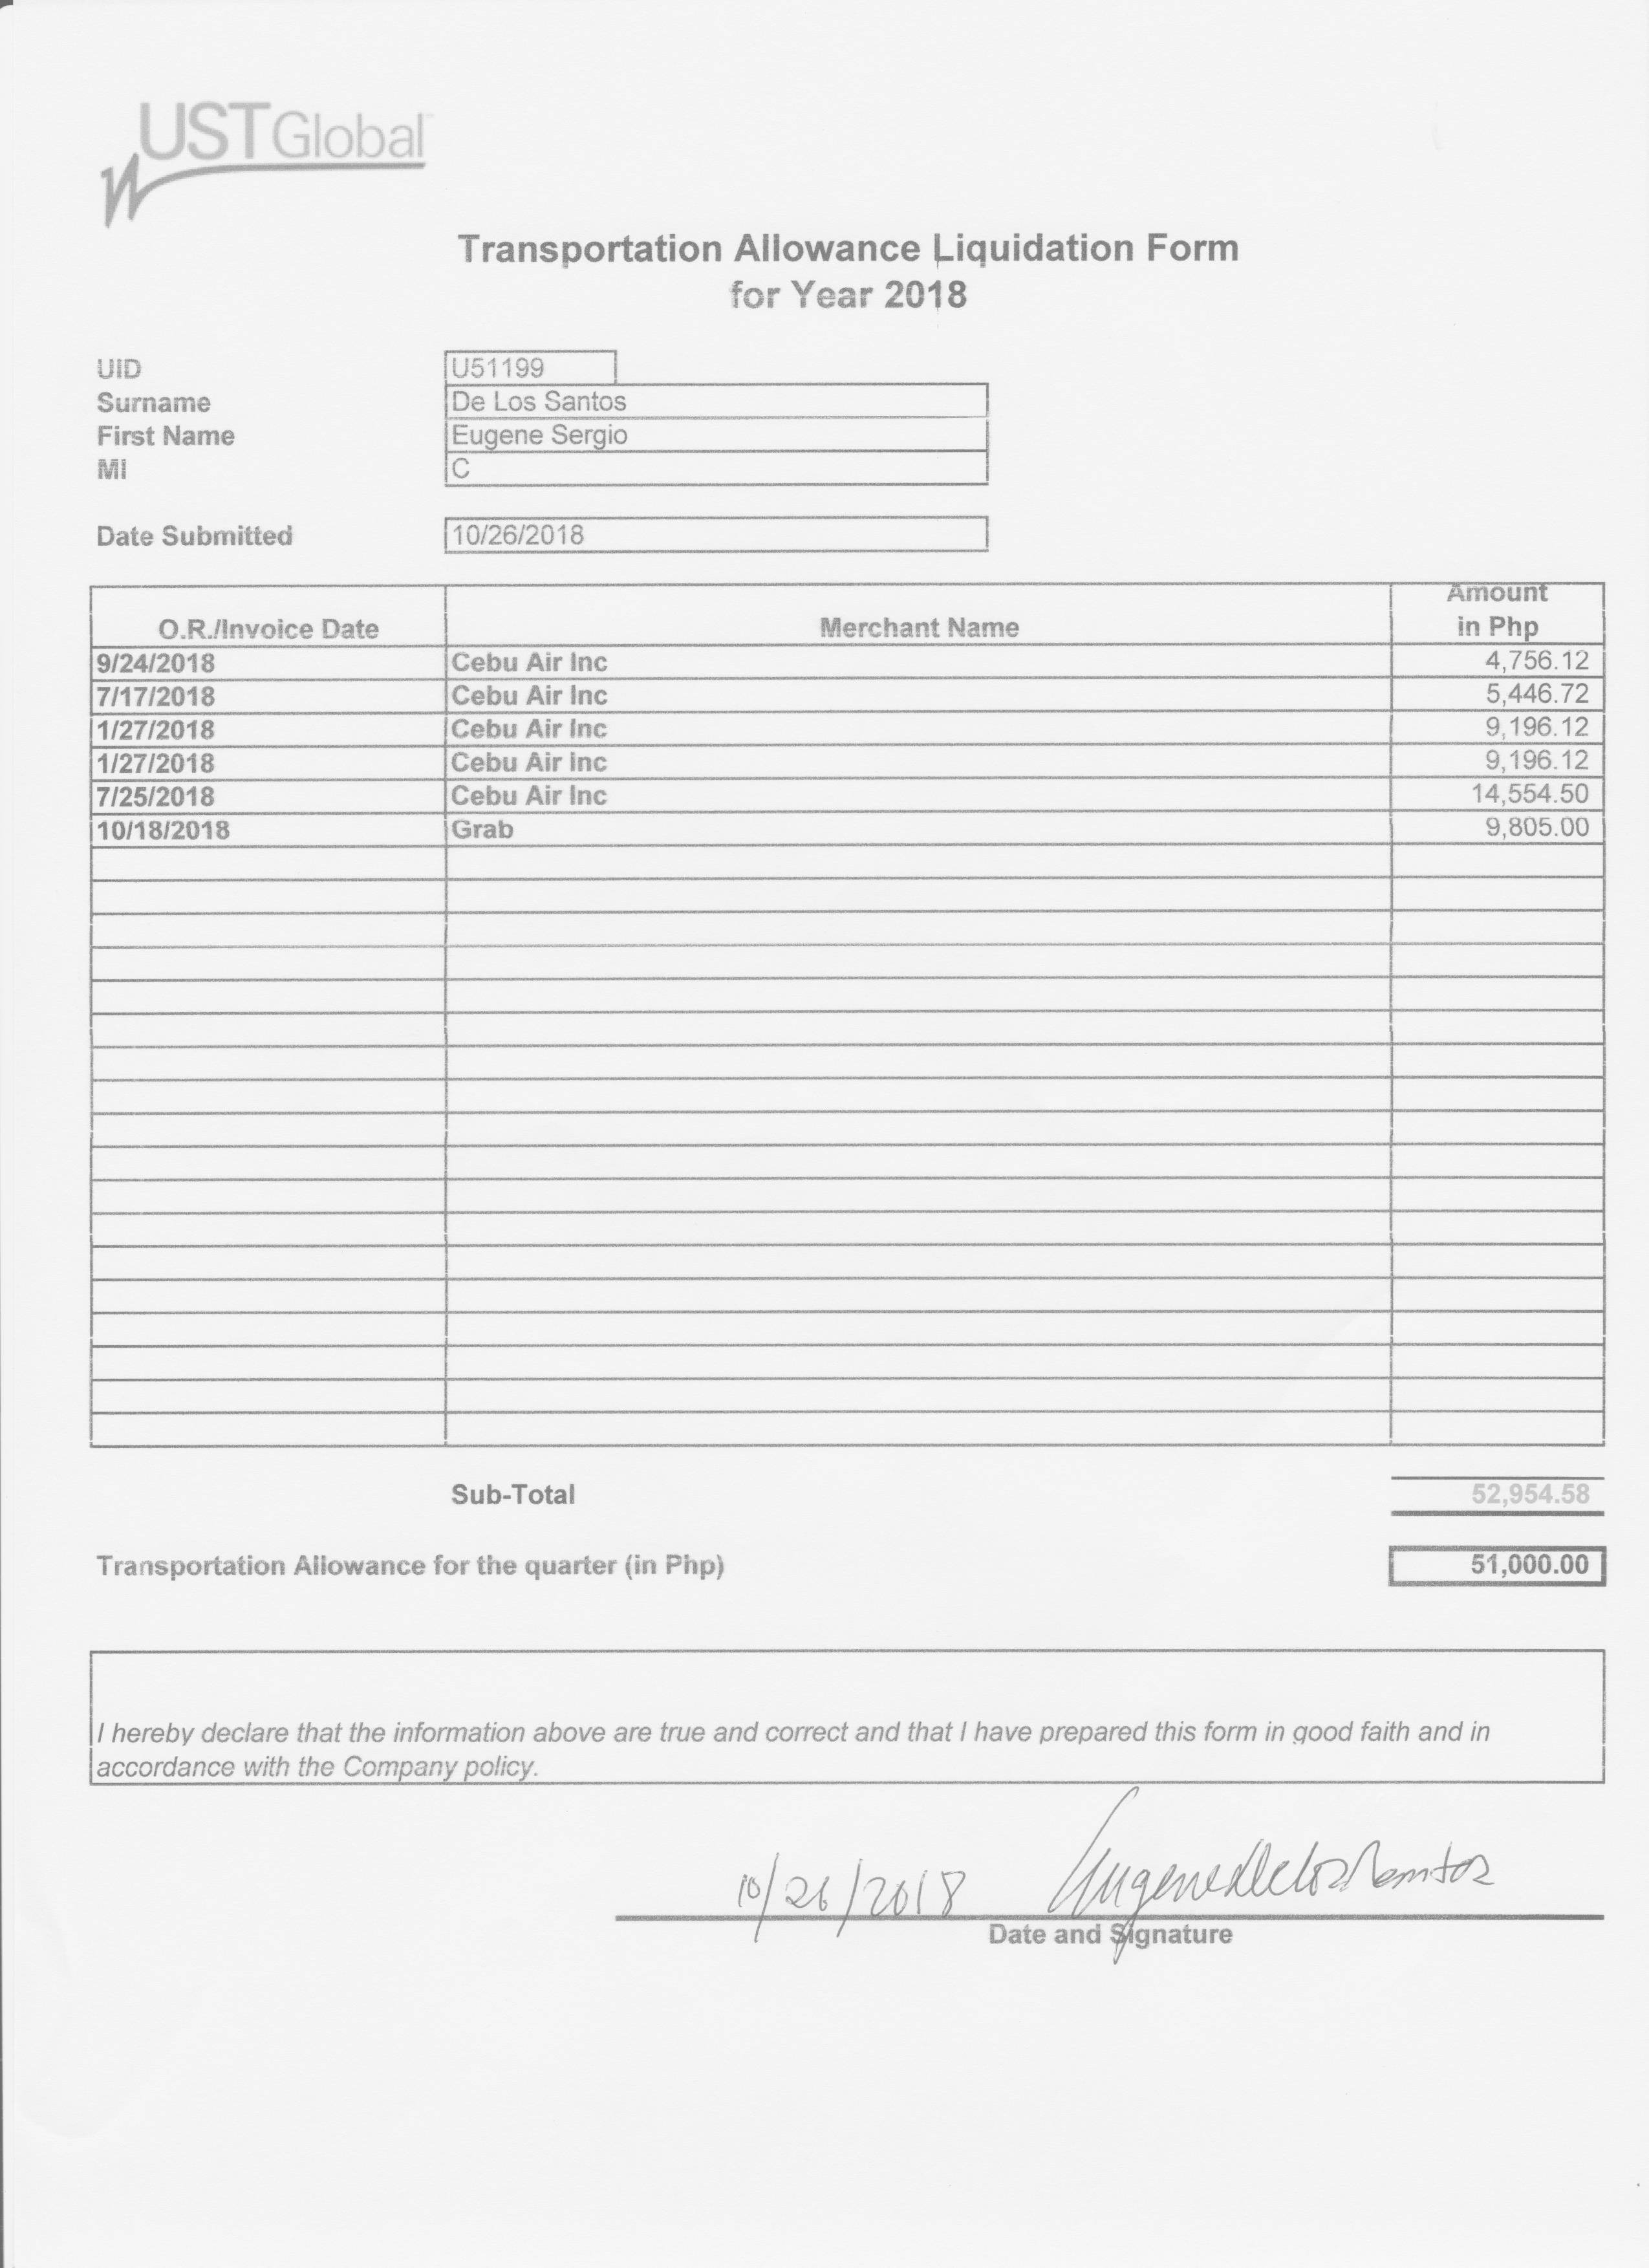 USTGlobal
Transportation Allowance Liquidation Form
for Year 2018
UID U51199
Surname De Los Santos
First Name Eugene Sergio
MI C
Date Submitted 10/26/2018
O.R./Invoice Date Merchant Name Amount in Php
9/24/2018 Cebu Air Inc 4,756.12
7/17/2018 Cebu Air Inc 5,446.72
1/27/2018 Cebu Air Inc 9,196.12
1/27/2018 Cebu Air Inc 9,196.12
7/25/2018 Cebu Air Inc 14,554.50
10/18/2018 Grab 9,805.00
Sub-Total 52,954.58
Transportation Allowance for the quarter (in Php) 51,000.00
I hereby declare that the information above are true and correct and that I have prepared this form in good faith and in
accordance with the Company policy.
10/26/2018 Eugene De los Santos
Date and Signature